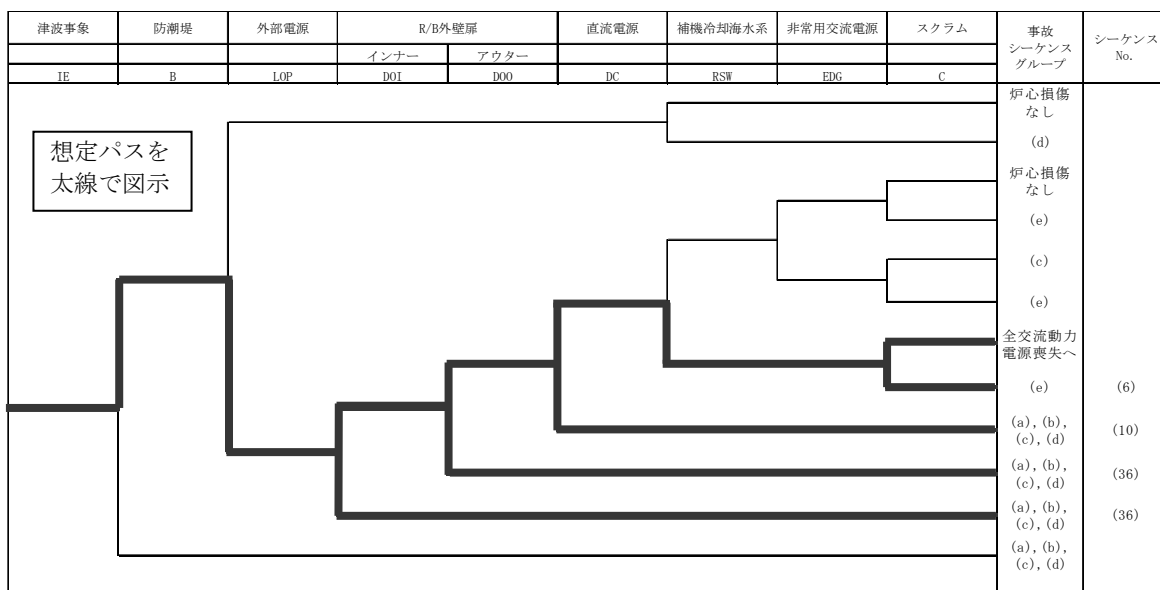 津波事象 防潮堤 外部電源 R/B外壁扉 直流電源 補機冷却海水系 非常用交流電源 スクラム 事故 シーケンス グループ シーケンス No.
インナー アウター
IE B LOP DOI DOO DC RSW EDG C
炉心損傷
なし
想定パスを
太線で図示
(d)
炉心損傷
なし
(e)
(c)
(e)
全交流動力
電源喪失へ
(e) (6)
(a),(b),
(c),(d)
(10)
(a),(b),
(c),(d)
(36)
(a),(b),
(c),(d)
(36)
(a),(b),
(c),(d)